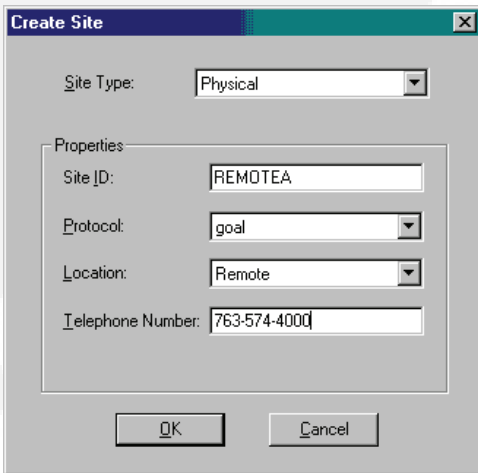 Create Site
Site Type: Physical
Properties
Site ID: REMOTEA
Protocol: goal
Location: Remote
Telephone Number: 763-574-4000
OK Cancel